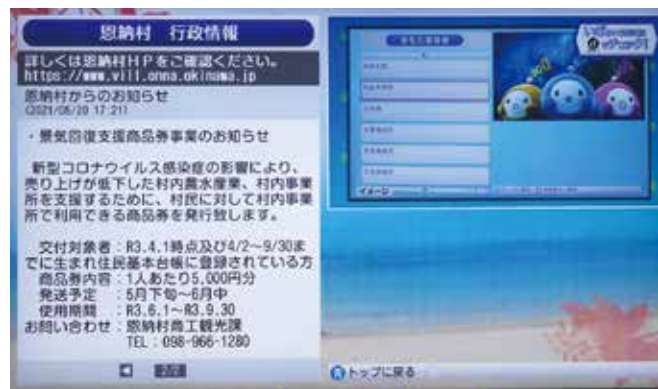 恩納村 行政情報
詳しくは恩納村HPをご確認ください。
https://www.vill.onna.okinawa.jp
恩納村からのお知らせ
(2021/06/20 17:21)
・景気回復支援商品券事業のお知らせ
新型コロナウイルス感染症の影響により、
売り上げが低下した村内農水産業、村内事業
所を支援するために、村民に対して村内事業
所で利用できる商品券を発行致します。
交付対象者:R3.4.1時点及び4/2～9/30ま
でに生まれ住民基本台帳に登録されている方
商品券内容:1人あたり5,000円分
発送予定 :5月下旬～6月中
使用期間 :R3.6.1～R3.9.30
お問い合わせ:恩納村商工観光課
TEL:098-966-1280
イメージ
トップに戻る